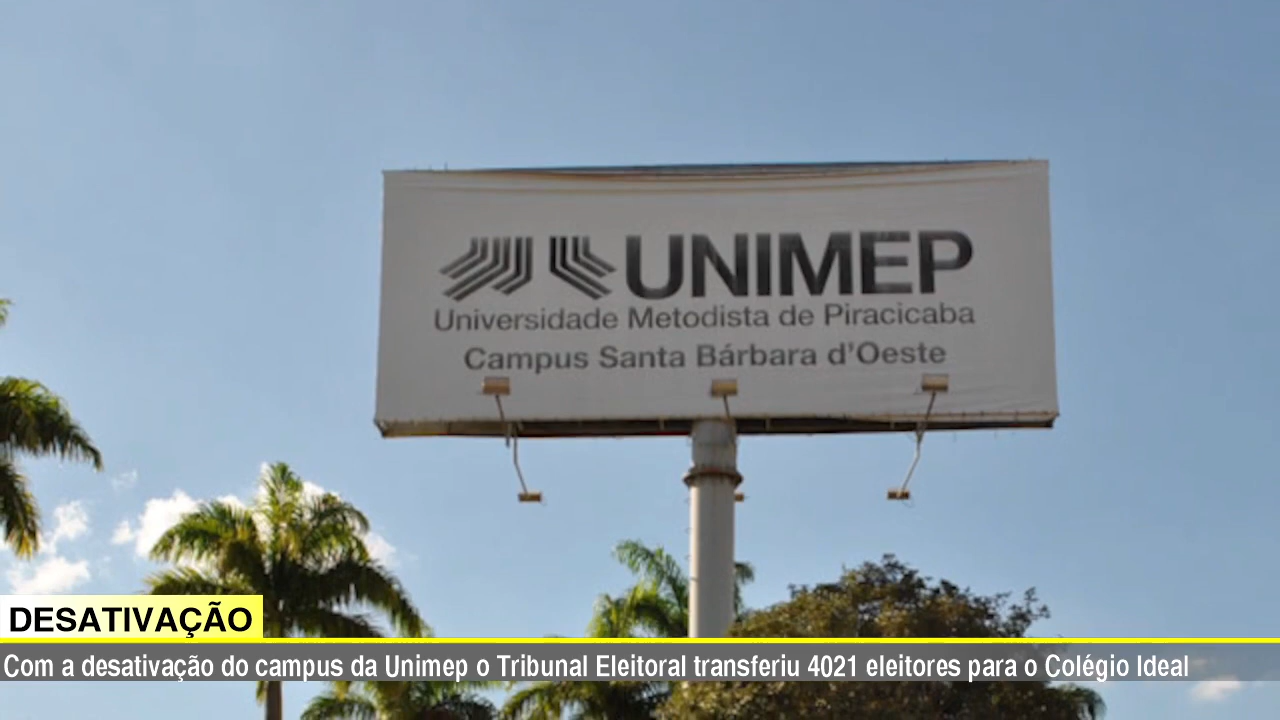 UNIMEP
Universidade Metodista de Piracicaba
Campus Santa Bárbara d'Oeste
DESATIVAÇÃO
Com a desativação do campus da Unimep o Tribunal Eleitoral transferiu 4021 eleitores para o Colégio Ideal